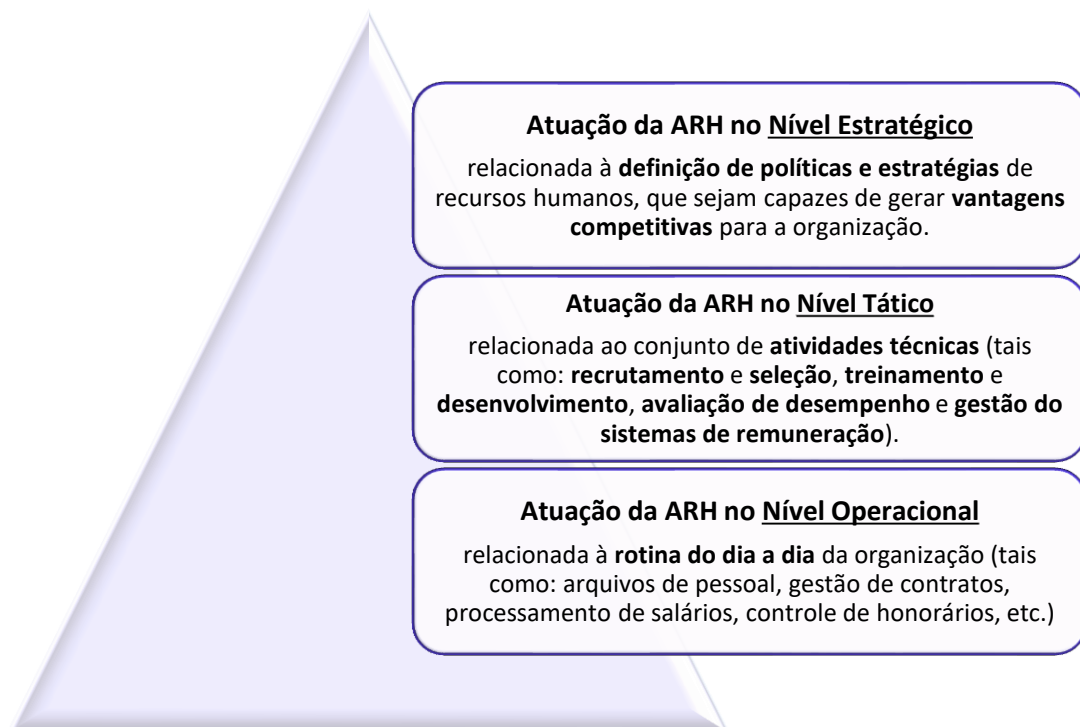 Atuação da ARH no Nível Estratégico
relacionada à definição de políticas e estratégias de
recursos humanos, que sejam capazes de gerar vantagens
competitivas para a organização.
Atuação da ARH no Nível Tático
relacionada ao conjunto de atividades técnicas (tais
como: recrutamento e seleção, treinamento e
desenvolvimento, avaliação de desempenho e gestão do
sistemas de remuneração).
Atuação da ARH no Nível Operacional
relacionada à rotina do dia a dia da organização (tais
como: arquivos de pessoal, gestão de contratos,
processamento de salários, controle de honorários, etc.)